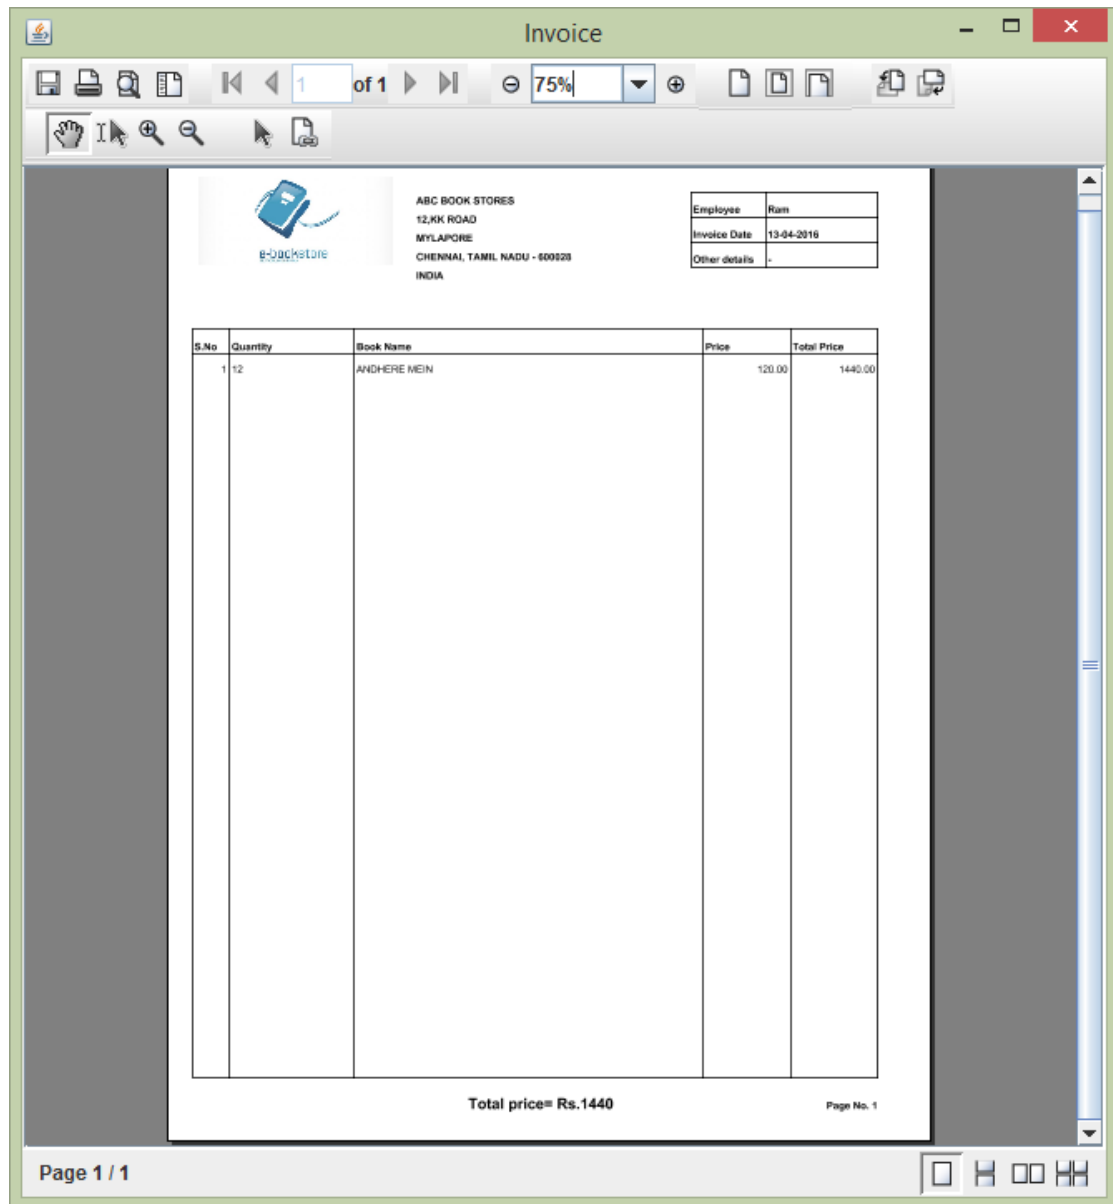 Invoice
1 of 1 75%
e-bookstore
ABC BOOK STORES
12,KK ROAD
MYLAPORE
CHENNAI, TAMIL NADU - 600028
INDIA
Employee Ram
Invoice Date 13-04-2016
Other details -
S.No Quantity Book Name Price Total Price
1 12 ANDHERE MEIN 120.00 1440.00
Total price= Rs.1440
Page No. 1
Page 1 / 1